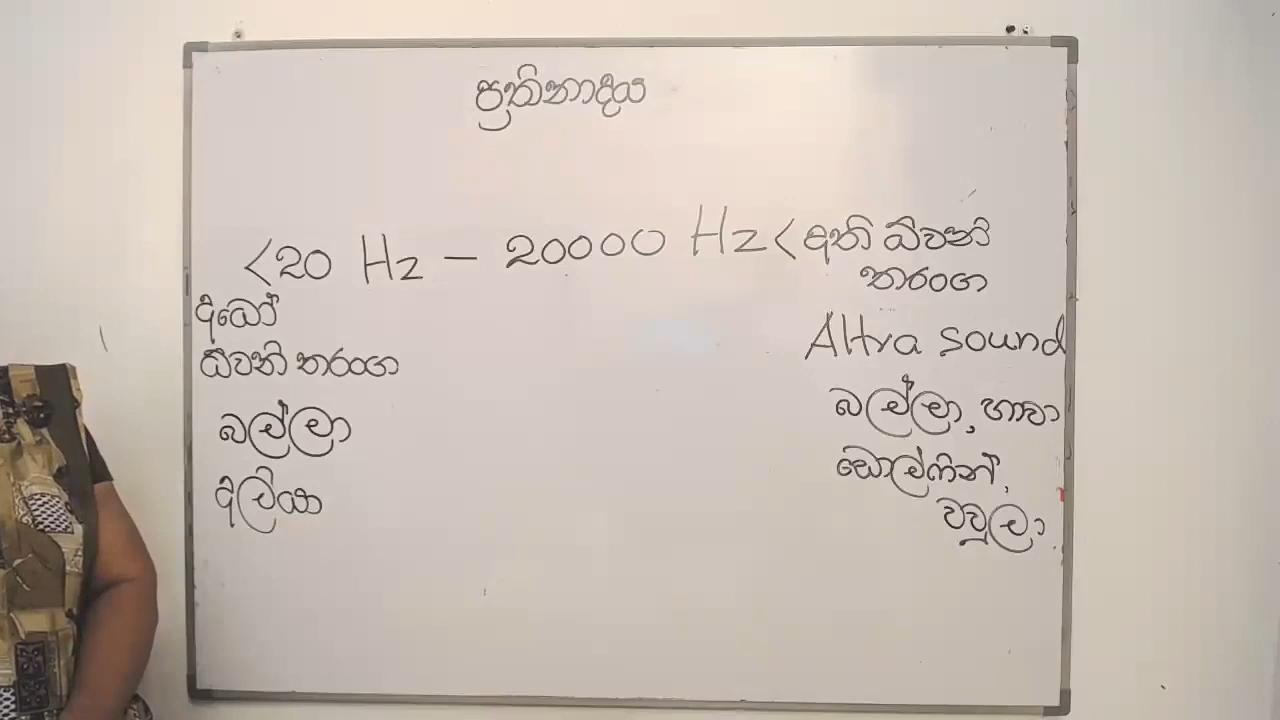 ප්‍රතිනාදය
<20 Hz – 20000 Hz < අති ධ්වනි
තරංග
අධෝ
ධ්වනි තරංග
Altra sound
බල්ලා
බල්ලා, හාවා
අලියා
ඩොල්ෆින්,
වවුලා